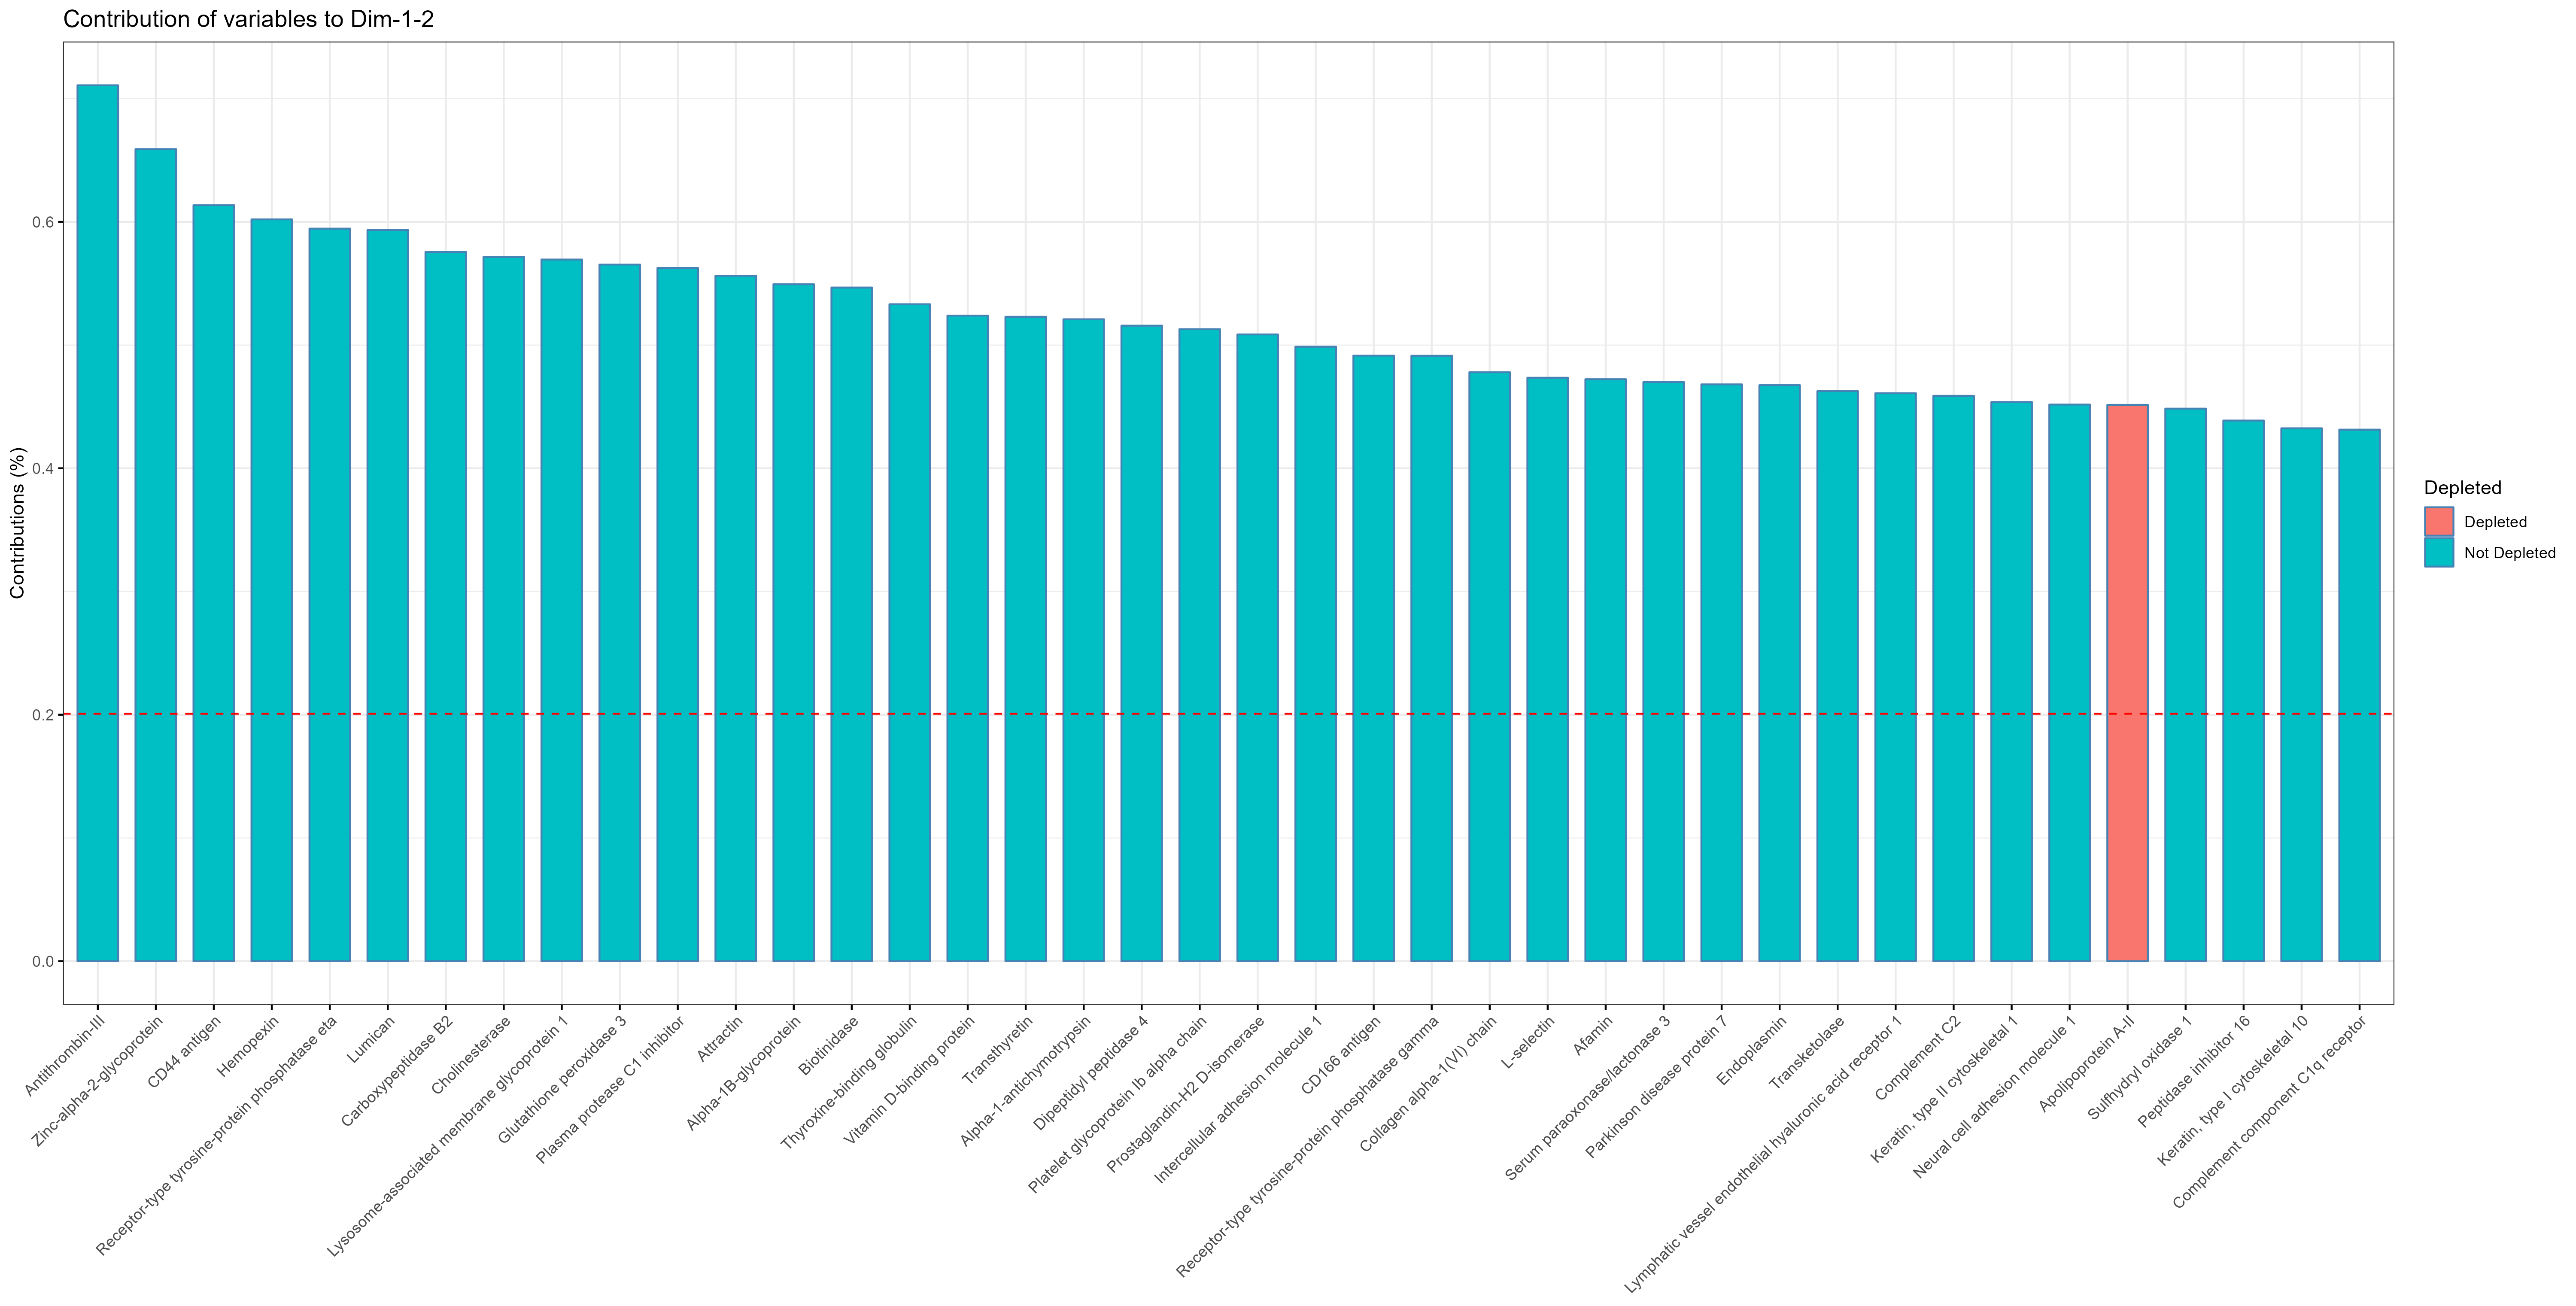 Contribution of variables to Dim-1-2
Contributions (%)
0.6
0.4
0.2
0.0
Antithrombin-III
Zinc-alpha-2-glycoprotein
CD44 antigen
Hemopexin
Receptor-type tyrosine-protein phosphatase eta
Lumican
Carboxypeptidase B2
Cholinesterase
Lysosome-associated membrane glycoprotein 1
Glutathione peroxidase 3
Plasma protease C1 inhibitor
Attractin
Alpha-1B-glycoprotein
Biotinidase
Thyroxine-binding globulin
Vitamin D-binding protein
Transthyretin
Alpha-1-antichymotrypsin
Dipeptidyl peptidase 4
Platelet glycoprotein Ib alpha chain
Prostaglandin-H2 D-isomerase
Intercellular adhesion molecule 1
CD166 antigen
Receptor-type tyrosine-protein phosphatase gamma
Collagen alpha-1(VI) chain
L-selectin
Afamin
Serum paraoxonase/lactonase 3
Parkinson disease protein 7
Endoplasmin
Transketolase
Lymphatic vessel endothelial hyaluronic acid receptor 1
Complement C2
Keratin, type II cytoskeletal 1
Neural cell adhesion molecule 1
Apolipoprotein A-II
Sulfhydryl oxidase 1
Peptidase inhibitor 16
Keratin, type I cytoskeletal 10
Complement component C1q receptor
Depleted
Depleted
Not Depleted